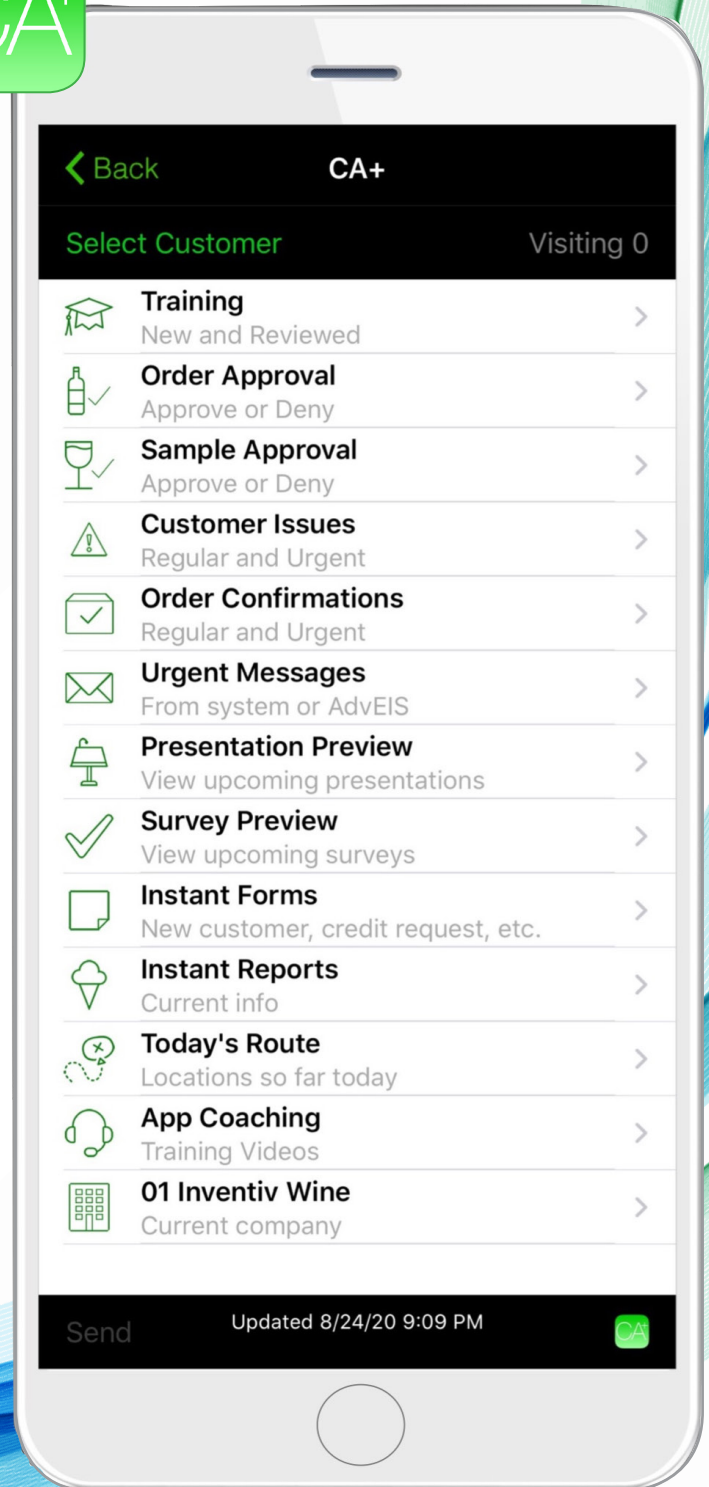 CA+
Back
CA+
Select Customer
Visiting 0
Training
New and Reviewed
Order Approval
Approve or Deny
Sample Approval
Approve or Deny
Customer Issues
Regular and Urgent
Order Confirmations
Regular and Urgent
Urgent Messages
From system or AdvEIS
Presentation Preview
View upcoming presentations
Survey Preview
View upcoming surveys
Instant Forms
New customer, credit request, etc.
Instant Reports
Current info
Today's Route
Locations so far today
App Coaching
Training Videos
01 Inventiv Wine
Current company
Send
Updated 8/24/20 9:09 PM
CA+